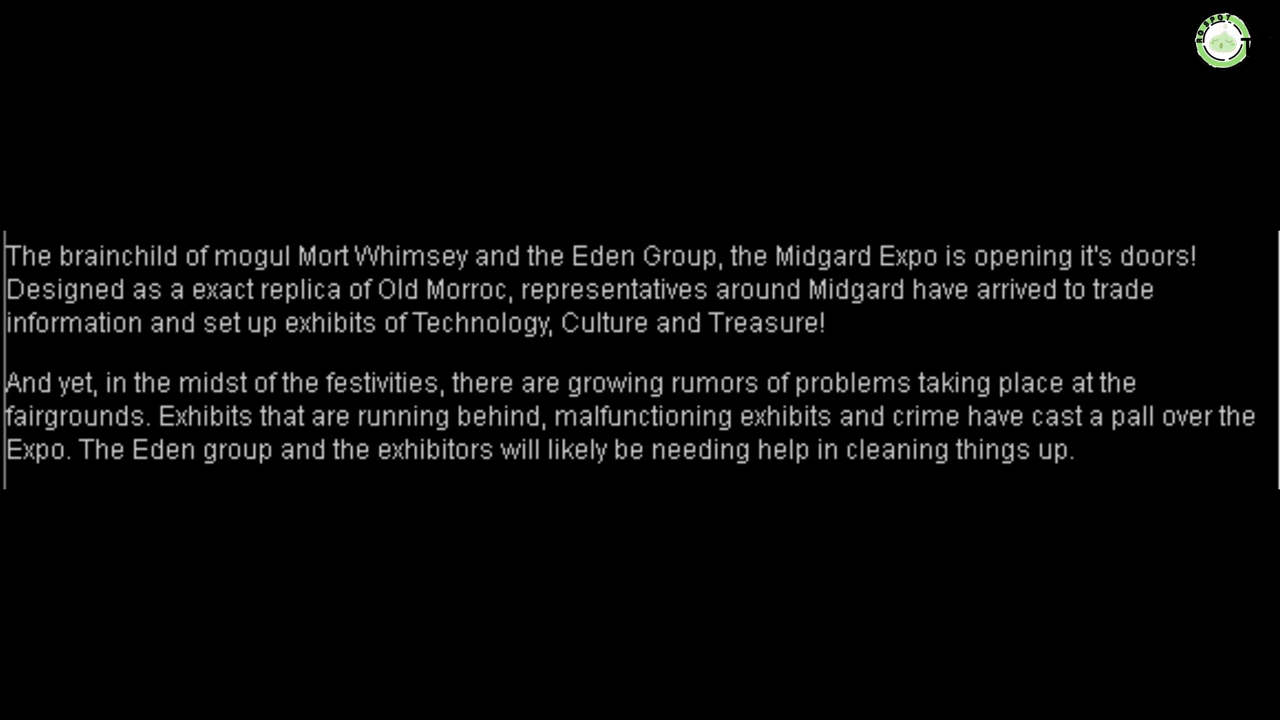 RO SPOT
The brainchild of mogul Mort Whimsey and the Eden Group, the Midgard Expo is opening it's doors!
Designed as a exact replica of Old Morroc, representatives around Midgard have arrived to trade
information and set up exhibits of Technology, Culture and Treasure!
And yet, in the midst of the festivities, there are growing rumors of problems taking place at the
fairgrounds. Exhibits that are running behind, malfunctioning exhibits and crime have cast a pall over the
Expo. The Eden group and the exhibitors will likely be needing help in cleaning things up.